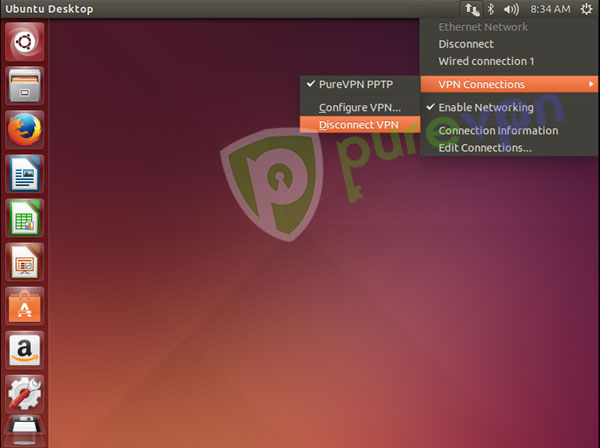 Ubuntu Desktop
8:34 AM
Ethernet Network
Disconnect
Wired connection 1
VPN Connections
Enable Networking
Connection Information
Edit Connections...
PureVPN PPTP
Configure VPN...
Disconnect VPN
purevpn
a